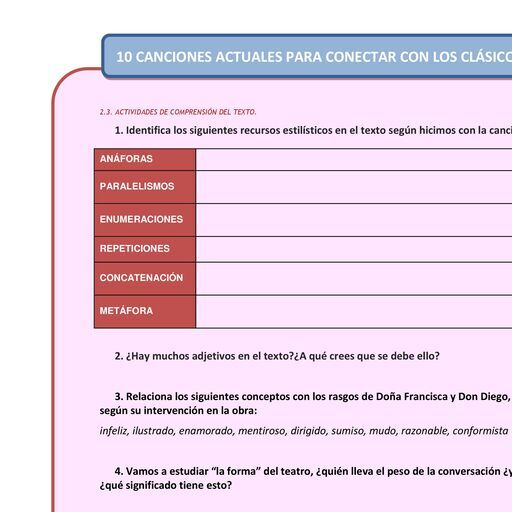 10 CANCIONES ACTUALES PARA CONECTAR CON LOS CLÁSICO
2.3. ACTIVIDADES DE COMPRENSIÓN DEL TEXTO.
1. Identifica los siguientes recursos estilísticos en el texto según hicimos con la canci
ANÁFORAS
PARALELISMOS
ENUMERACIONES
REPETICIONES
CONCATENACIÓN
METÁFORA
2. ¿Hay muchos adjetivos en el texto?¿A qué crees que se debe ello?
3. Relaciona los siguientes conceptos con los rasgos de Doña Francisca y Don Diego,
según su intervención en la obra:
infeliz, ilustrado, enamorado, mentiroso, dirigido, sumiso, mudo, razonable, conformista
4. Vamos a estudiar “la forma” del teatro, ¿quién lleva el peso de la conversación ¿y
¿qué significado tiene esto?